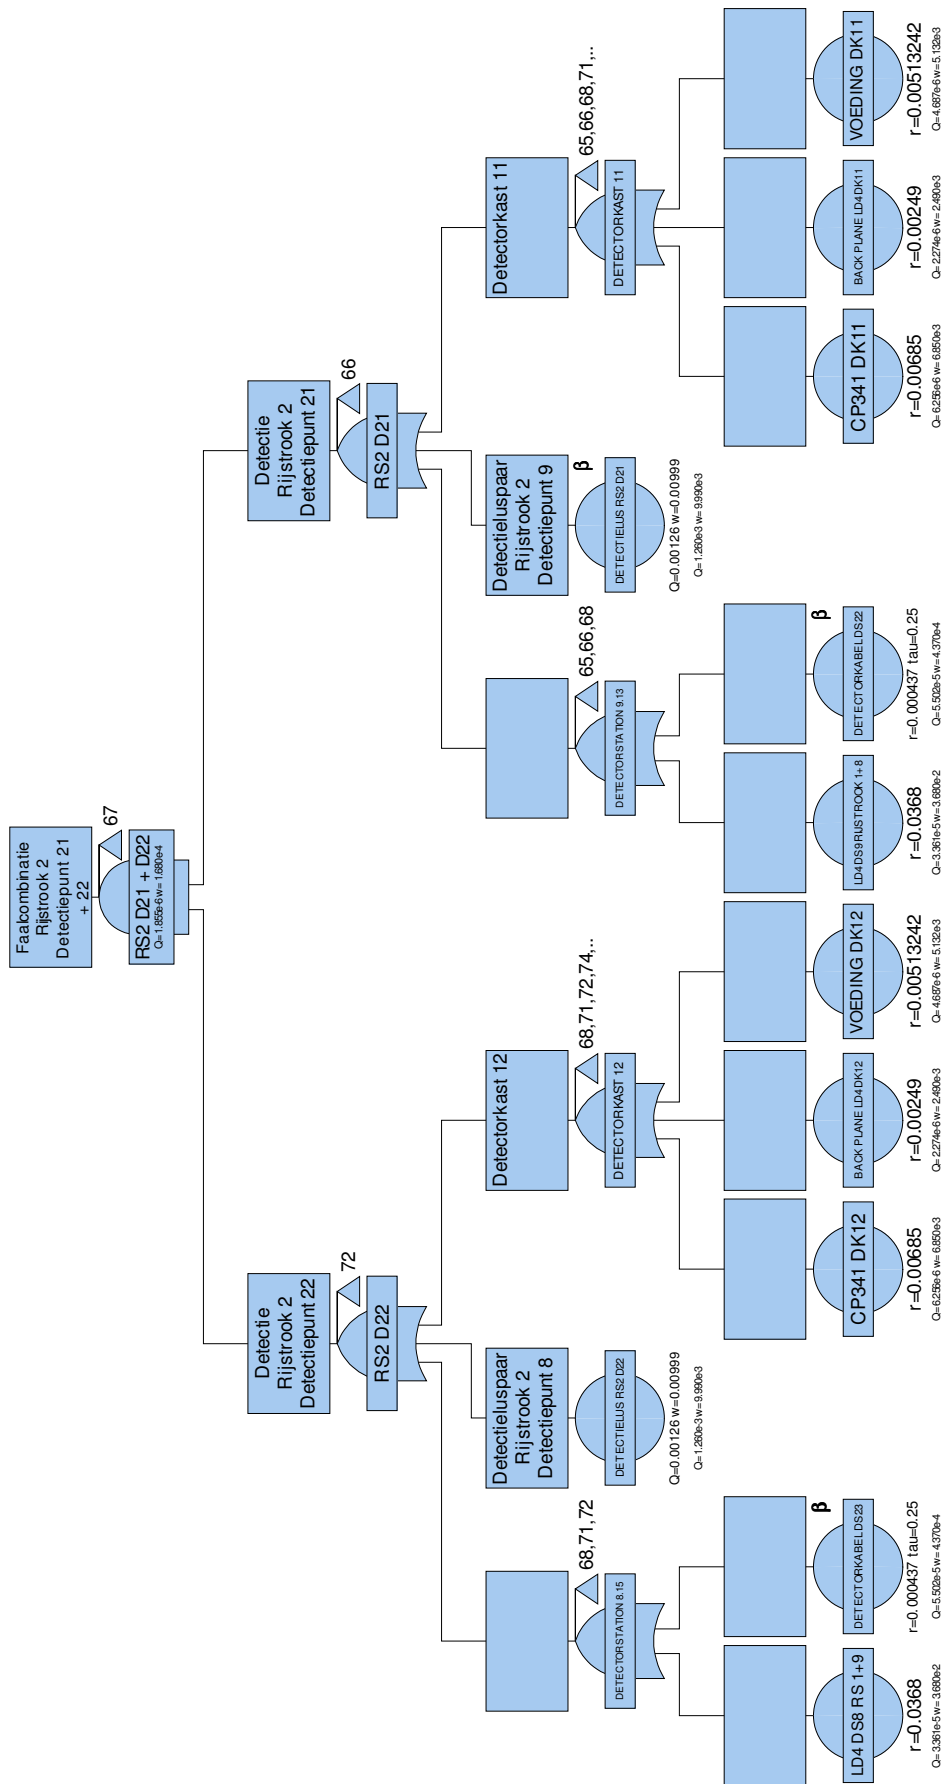 Faalcombinatie
Rijstrook 2
Detectiepunt 21
+ 22
67
RS2 D21 + D22
Q=1.855e-6 w=1.680e-4
Detectie
Rijstrook 2
Detectiepunt 22
72
RS2 D22
Detectie
Rijstrook 2
Detectiepunt 21
66
RS2 D21
68,71,72
DETECTORSTATION 8.15
Detectieluspaar
Rijstrook 2
Detectiepunt 8
DETECTIELUS RS2 D22
Q=0.00126 w=0.00999
Q=1.260e-3 w=9.990e-3
Detectorkast 12
68,71,72,74,..
DETECTORKAST 12
65,66,68
DETECTORSTATION 9.13
Detectieluspaar
Rijstrook 2
Detectiepunt 9
β
DETECTIELUS RS2 D21
Q=0.00126 w=0.00999
Q=1.260e-3 w=9.990e-3
Detectorkast 11
65,66,68,71,..
DETECTORKAST 11
LD4 DS8 RS 1+9
r=0.0368
Q=3.361e-5 w=3.680e-2
β
DETECTORKABEL DS23
r=0.000437 tau=0.25
Q=5.502e-5 w=4.370e-4
CP341 DK12
r=0.00685
Q=6.256e-6 w=6.850e-3
BACK PLANE LD4 DK12
r=0.00249
Q=2.274e-6 w=2.490e-3
VOEDING DK12
r=0.00513242
Q=4.687e-6 w=5.132e-3
LD4 DS9 RIJSTROOK 1+8
r=0.0368
Q=3.361e-5 w=3.680e-2
β
DETECTORKABEL DS22
r=0.000437 tau=0.25
Q=5.502e-5 w=4.370e-4
CP341 DK11
r=0.00685
Q=6.256e-6 w=6.850e-3
BACK PLANE LD4 DK11
r=0.00249
Q=2.274e-6 w=2.490e-3
VOEDING DK11
r=0.00513242
Q=4.687e-6 w=5.132e-3